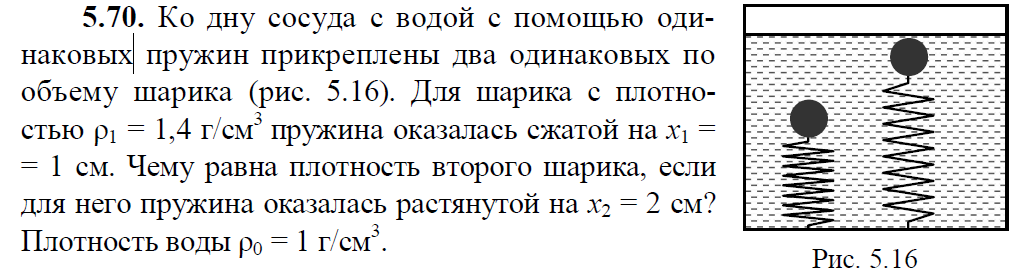 5.70. Ко дну сосуда с водой с помощью оди-
наковых пружин прикреплены два одинаковых по
объему шарика (рис. 5.16). Для шарика с плотно-
стью ρ₁ = 1,4 г/см³ пружина оказалась сжатой на x₁ =
= 1 см. Чему равна плотность второго шарика, если
для него пружина оказалась растянутой на x₂ = 2 см?
Плотность воды ρ₀ = 1 г/см³.
Рис. 5.16